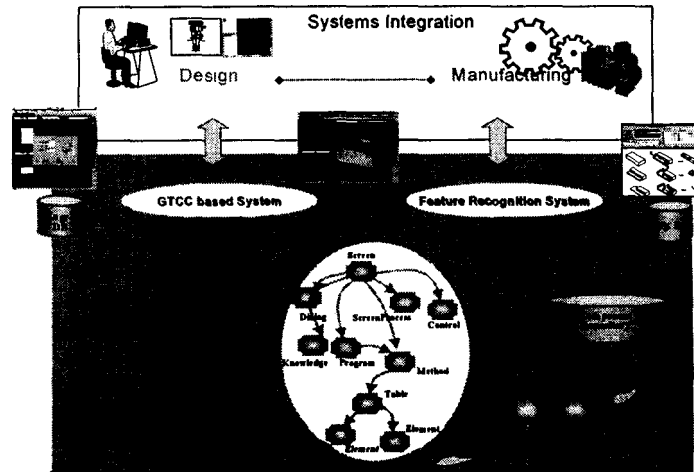 Systems Integration
Design
Manufacturing
GTCC based System
Feature Recognition System
Screen
Dialog
ScreenProcess
Control
Knowledge
Program
Method
Table
Element
Element